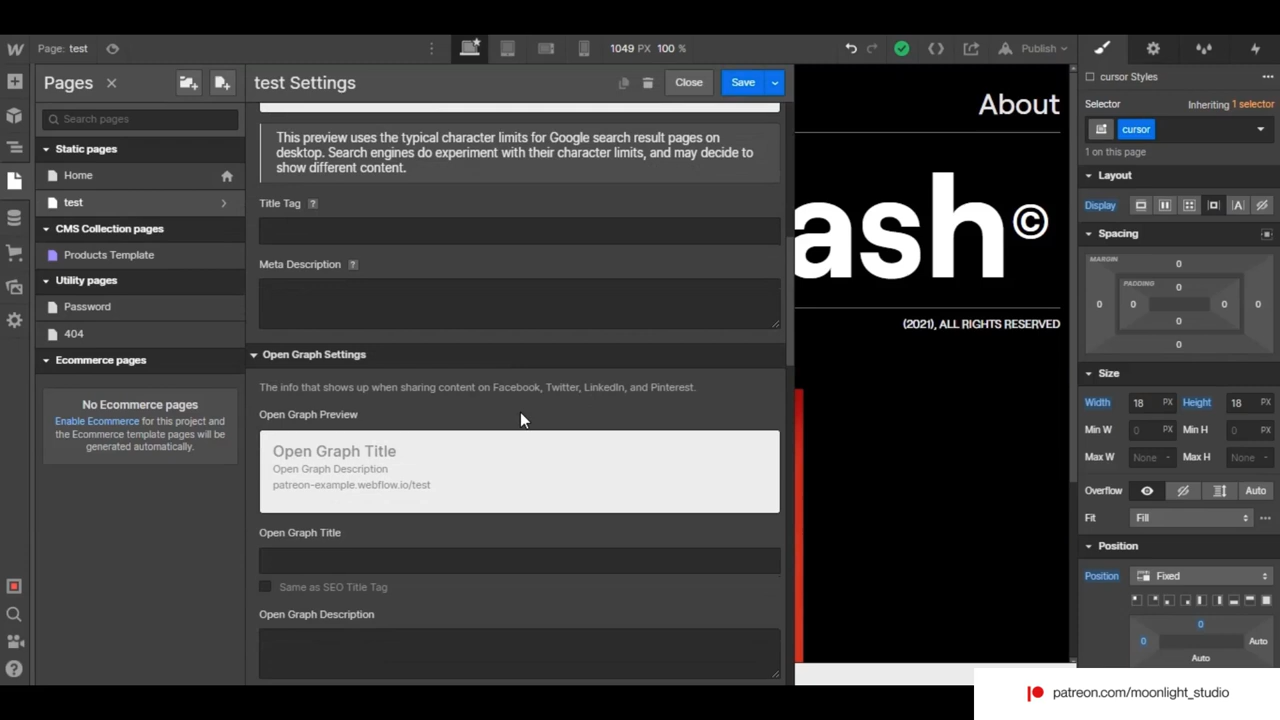 Page: test
1049 PX 100 %
Publish
Pages
test Settings
Close
Save
cursor Styles
Search pages
Static pages
Home
test
CMS Collection pages
Products Template
Utility pages
Password
404
Ecommerce pages
No Ecommerce pages
Enable Ecommerce for this project and
the Ecommerce template pages will be
generated automatically.
This preview uses the typical character limits for Google search result pages on
desktop. Search engines do experiment with their character limits, and may decide to
show different content.
Title Tag ?
Meta Description ?
Open Graph Settings
The info that shows up when sharing content on Facebook, Twitter, LinkedIn, and Pinterest.
Open Graph Preview
Open Graph Title
Open Graph Description
patreon-example.webflow.io/test
Open Graph Title
Same as SEO Title Tag
Open Graph Description
About
ash©
(2021), ALL RIGHTS RESERVED
Selector
Inheriting 1 selector
cursor
1 on this page
Layout
Display
Spacing
MARGIN
0
PADDING
0
0 0 0 0
0
0
Size
Width 18 PX Height 18 PX
Min W 0 PX Min H 0 PX
Max W None - Max H None -
Overflow Auto
Fit Fill
Position
Position Fixed
0
0 Auto
Auto
patreon.com/moonlight_studio